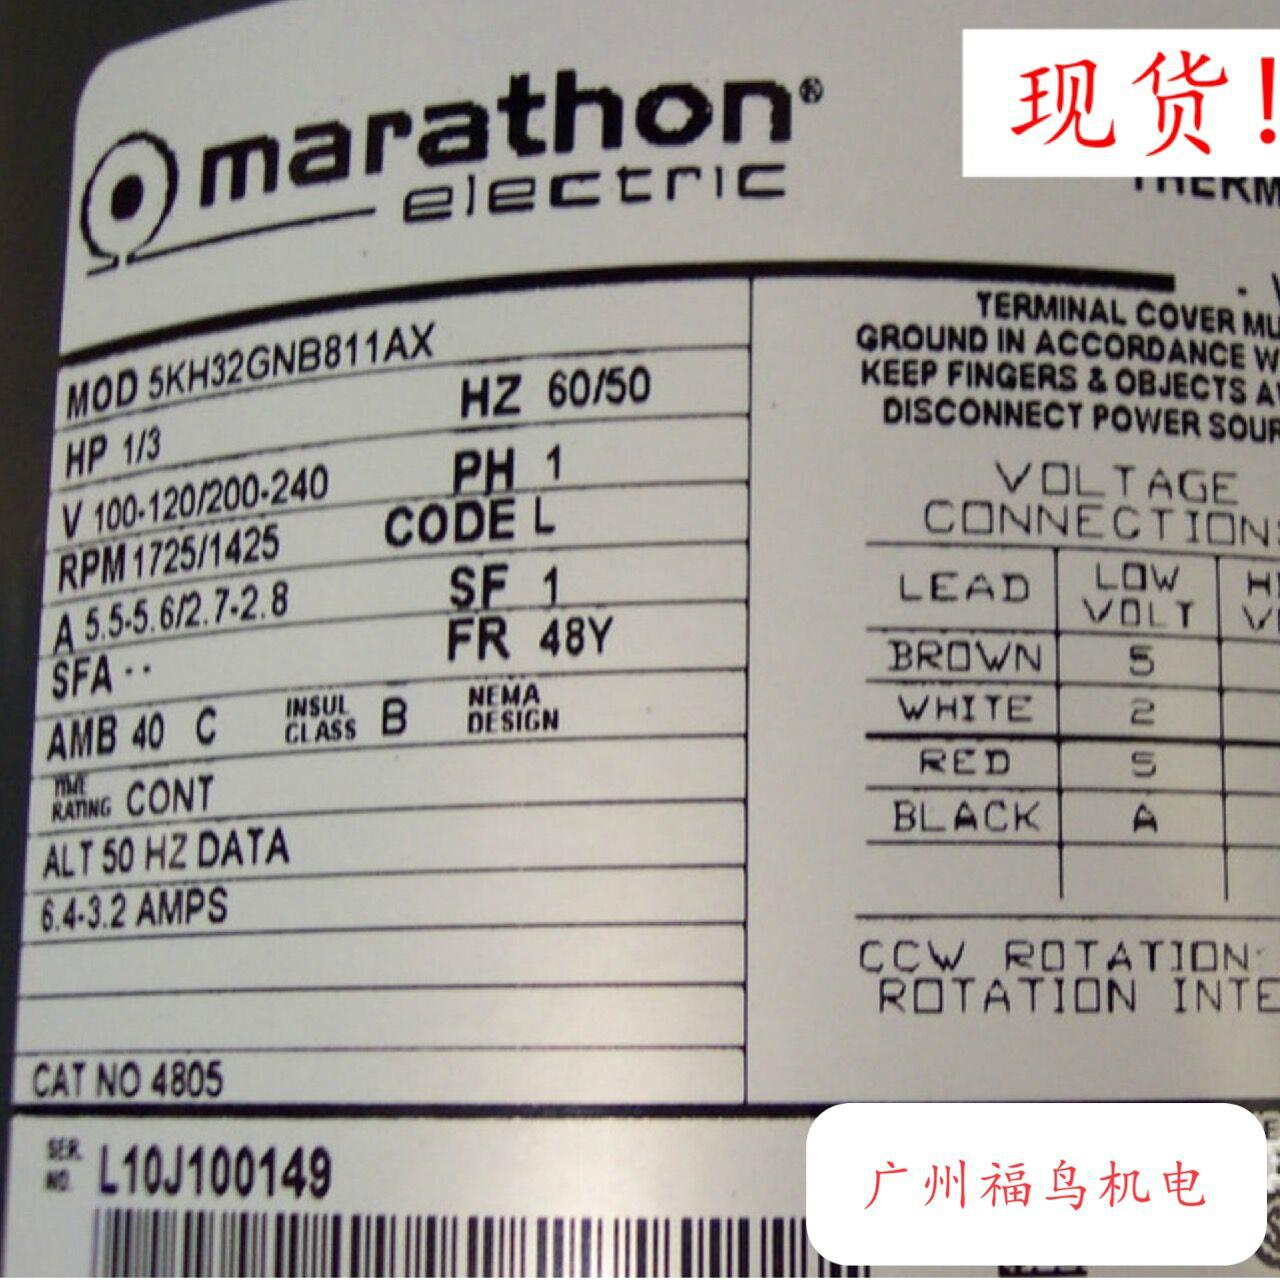 marathon®
electric
现货!
MOD 5KH32GNB811AX
HP 1/3 HZ 60/50
V 100-120/200-240 PH 1
RPM 1725/1425 CODE L
A 5.5-5.6/2.7-2.8 SF 1
SFA -- FR 48Y
AMB 40 C INSUL CLASS B NEMA DESIGN
TIME RATING CONT
ALT 50 HZ DATA
6.4-3.2 AMPS
CAT NO 4805
SER. NO. L10J100149
TERMINAL COVER MU
GROUND IN ACCORDANCE W
KEEP FINGERS & OBJECTS A
DISCONNECT POWER SOUR
VOLTAGE
CONNECTIONS
LEAD LOW VOLT
BROWN 5
WHITE 2
RED S
BLACK A
CCW ROTATION:
ROTATION INTE
广州福鸟机电